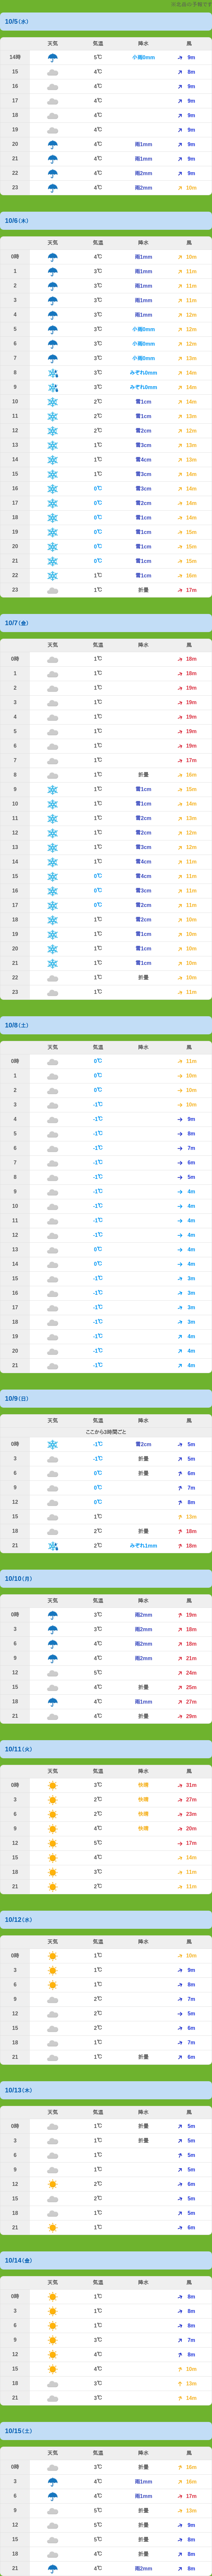 10/5(水)
天気 気温 降水 風
14時 5℃ 小雨0mm 9m
15 4℃ 8m
16 4℃ 9m
17 4℃ 9m
18 4℃ 9m
19 4℃ 9m
20 4℃ 雨1mm 9m
21 4℃ 雨1mm 9m
22 4℃ 雨2mm 9m
23 4℃ 雨2mm 10m
10/6(木)
天気 気温 降水 風
0時 4℃ 雨1mm 10m
1 3℃ 雨1mm 11m
2 3℃ 雨1mm 11m
3 3℃ 雨1mm 11m
4 3℃ 雨1mm 12m
5 3℃ 小雨0mm 12m
6 3℃ 小雨0mm 12m
7 3℃ 小雨0mm 13m
8 3℃ みぞれ0mm 14m
9 3℃ みぞれ0mm 14m
10 2℃ 雪1cm 14m
11 2℃ 雪1cm 13m
12 2℃ 雪2cm 12m
13 1℃ 雪3cm 13m
14 1℃ 雪4cm 13m
15 1℃ 雪3cm 14m
16 0℃ 雪3cm 14m
17 0℃ 雪2cm 14m
18 0℃ 雪1cm 14m
19 0℃ 雪1cm 15m
20 0℃ 雪1cm 15m
21 0℃ 雪1cm 15m
22 1℃ 雪1cm 16m
23 1℃ 折畳 17m
10/7(金)
天気 気温 降水 風
0時 1℃ 18m
1 1℃ 18m
2 1℃ 19m
3 1℃ 19m
4 1℃ 19m
5 1℃ 19m
6 1℃ 19m
7 1℃ 17m
8 1℃ 折畳 16m
9 1℃ 雪1cm 15m
10 1℃ 雪1cm 14m
11 1℃ 雪2cm 13m
12 1℃ 雪2cm 12m
13 1℃ 雪3cm 12m
14 1℃ 雪4cm 11m
15 0℃ 雪4cm 11m
16 0℃ 雪3cm 11m
17 0℃ 雪2cm 11m
18 1℃ 雪2cm 10m
19 1℃ 雪1cm 10m
20 1℃ 雪1cm 10m
21 1℃ 雪1cm 10m
22 1℃ 折畳 10m
23 1℃ 11m
10/8(土)
天気 気温 降水 風
0時 0℃ 11m
1 0℃ 10m
2 0℃ 10m
3 -1℃ 10m
4 -1℃ 9m
5 -1℃ 8m
6 -1℃ 7m
7 -1℃ 6m
8 -1℃ 5m
9 -1℃ 4m
10 -1℃ 4m
11 -1℃ 4m
12 -1℃ 4m
13 0℃ 4m
14 0℃ 4m
15 -1℃ 3m
16 -1℃ 3m
17 -1℃ 3m
18 -1℃ 3m
19 -1℃ 4m
20 -1℃ 4m
21 -1℃ 4m
10/9(日)
天気 気温 降水 風
ここから3時間ごと
0時 -1℃ 雪2cm 5m
3 -1℃ 折畳 5m
6 0℃ 折畳 6m
9 0℃ 7m
12 0℃ 8m
15 1℃ 13m
18 2℃ 折畳 18m
21 2℃ みぞれ1mm 18m
10/10(月)
天気 気温 降水 風
0時 3℃ 雨2mm 19m
3 3℃ 雨2mm 18m
6 4℃ 雨2mm 18m
9 4℃ 雨2mm 21m
12 5℃ 24m
15 4℃ 折畳 25m
18 4℃ 雨1mm 27m
21 4℃ 折畳 29m
10/11(火)
天気 気温 降水 風
0時 3℃ 快晴 31m
3 2℃ 快晴 27m
6 2℃ 快晴 23m
9 4℃ 快晴 20m
12 5℃ 17m
15 4℃ 14m
18 3℃ 11m
21 2℃ 11m
10/12(水)
天気 気温 降水 風
0時 1℃ 10m
3 1℃ 9m
6 1℃ 8m
9 2℃ 7m
12 2℃ 5m
15 2℃ 6m
18 1℃ 7m
21 1℃ 折畳 6m
10/13(木)
天気 気温 降水 風
0時 1℃ 折畳 5m
3 1℃ 折畳 5m
6 1℃ 5m
9 1℃ 5m
12 2℃ 6m
15 2℃ 5m
18 1℃ 5m
21 1℃ 6m
10/14(金)
天気 気温 降水 風
0時 1℃ 8m
3 1℃ 8m
6 1℃ 8m
9 3℃ 7m
12 4℃ 8m
15 4℃ 10m
18 3℃ 13m
21 3℃ 14m
10/15(土)
天気 気温 降水 風
0時 3℃ 折畳 16m
3 4℃ 雨1mm 16m
6 4℃ 雨1mm 17m
9 5℃ 折畳 13m
12 5℃ 折畳 9m
15 5℃ 折畳 8m
18 4℃ 折畳 8m
21 4℃ 雨2mm 8m